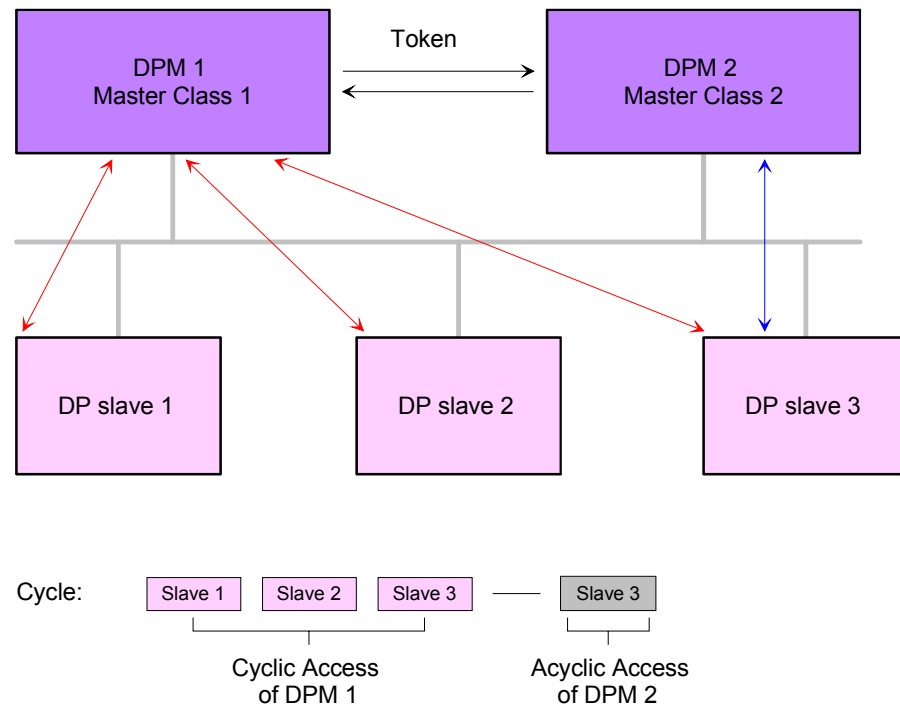 Token
DPM 1
Master Class 1
DPM 2
Master Class 2
DP slave 1
DP slave 2
DP slave 3
Cycle:
Slave 1
Slave 2
Slave 3
Slave 3
Cyclic Access
of DPM 1
Acyclic Access
of DPM 2